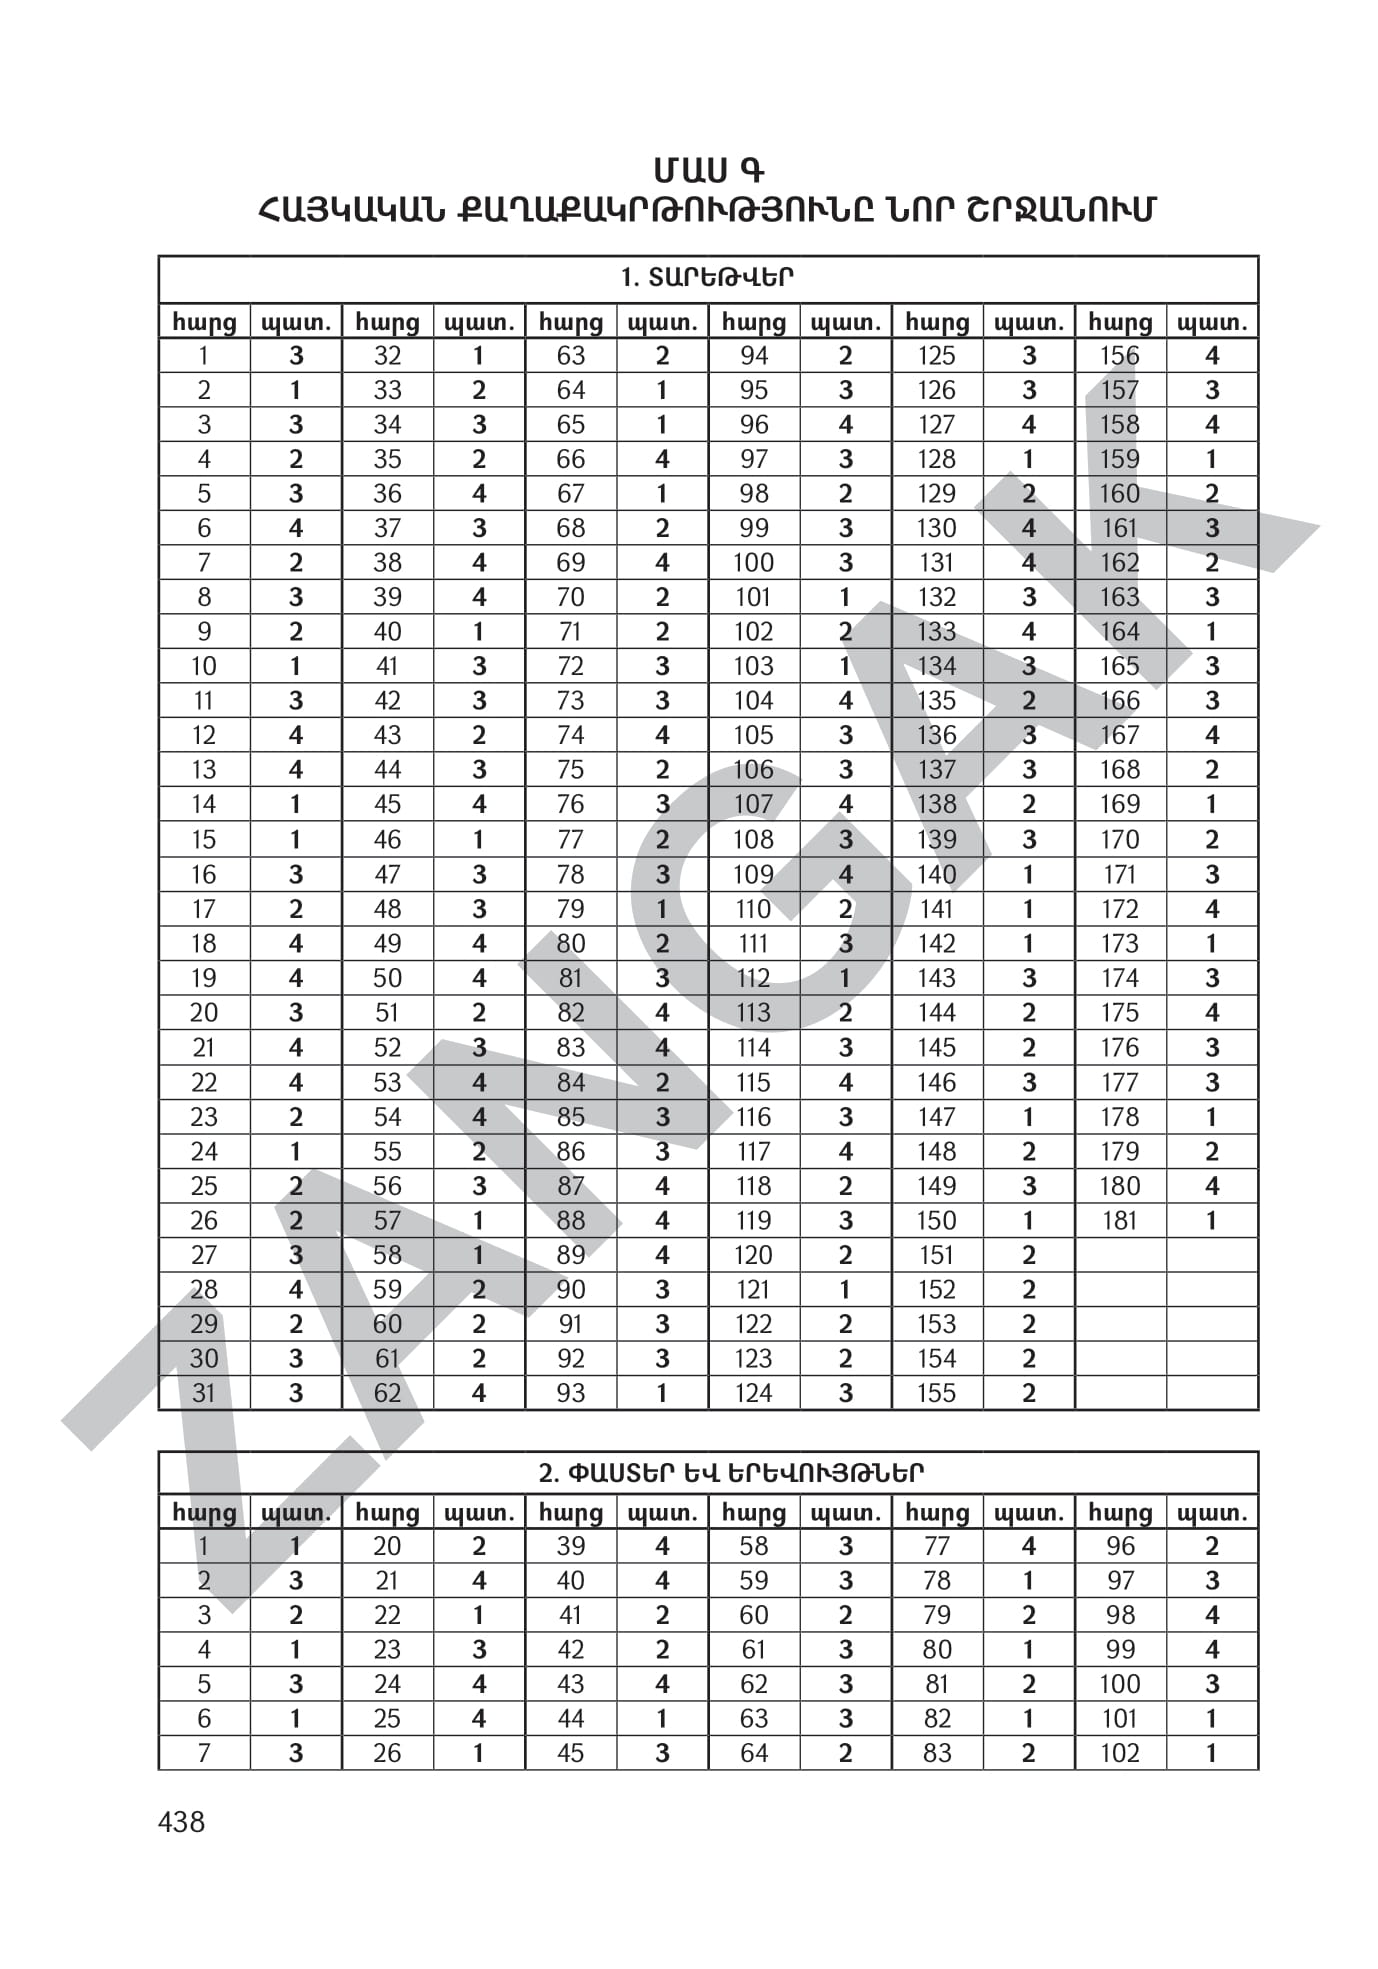 ՄԱՍ Գ
ՀԱՅԿԱԿԱՆ ՔԱՂԱՔԱԿՐԹՈՒԹՅՈՒՆԸ ՆՈՐ ՇՐՋԱՆՈՒՄ
1. ՏԱՐԵԹՎԵՐ
հարց պատ. հարց պատ. հարց պատ. հարց պատ. հարց պատ. հարց պատ.
1 3 32 1 63 2 94 2 125 3 156 4
2 1 33 2 64 1 95 3 126 3 157 3
3 3 34 3 65 1 96 4 127 4 158 4
4 2 35 2 66 4 97 3 128 1 159 1
5 3 36 4 67 1 98 2 129 2 160 2
6 4 37 3 68 2 99 3 130 4 161 3
7 2 38 4 69 4 100 3 131 4 162 2
8 3 39 4 70 2 101 1 132 3 163 3
9 2 40 1 71 2 102 2 133 4 164 1
10 1 41 3 72 3 103 1 134 3 165 3
11 3 42 3 73 3 104 4 135 2 166 3
12 4 43 2 74 4 105 3 136 3 167 4
13 4 44 3 75 2 106 3 137 3 168 2
14 1 45 4 76 3 107 4 138 2 169 1
15 1 46 1 77 2 108 3 139 3 170 2
16 3 47 3 78 3 109 4 140 1 171 3
17 2 48 3 79 1 110 2 141 1 172 4
18 4 49 4 80 2 111 3 142 1 173 1
19 4 50 4 81 3 112 1 143 3 174 3
20 3 51 2 82 4 113 2 144 2 175 4
21 4 52 3 83 4 114 3 145 2 176 3
22 4 53 4 84 2 115 4 146 3 177 3
23 2 54 4 85 3 116 3 147 1 178 1
24 1 55 2 86 3 117 4 148 2 179 2
25 2 56 3 87 4 118 2 149 3 180 4
26 2 57 1 88 4 119 3 150 1 181 1
27 3 58 1 89 4 120 2 151 2
28 4 59 2 90 3 121 1 152 2
29 2 60 2 91 3 122 2 153 2
30 3 61 2 92 3 123 2 154 2
31 3 62 4 93 1 124 3 155 2
2. ՓԱՍՏԵՐ ԵՎ ԵՐԵՎՈՒՅԹՆԵՐ
հարց պատ. հարց պատ. հարց պատ. հարց պատ. հարց պատ. հարց պատ.
1 1 20 2 39 4 58 3 77 4 96 2
2 3 21 4 40 4 59 3 78 1 97 3
3 2 22 1 41 2 60 2 79 2 98 4
4 1 23 3 42 2 61 3 80 1 99 4
5 3 24 4 43 4 62 3 81 2 100 3
6 1 25 4 44 1 63 3 82 1 101 1
7 3 26 1 45 3 64 2 83 2 102 1
438
ZANGAK